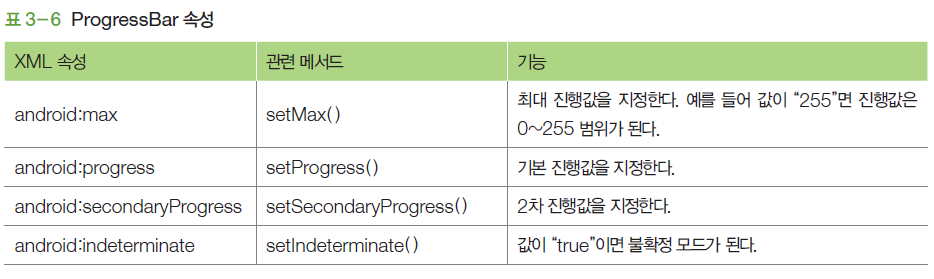 표 3-6 ProgressBar 속성
XML 속성 관련 메서드 기능
android:max setMax() 최대 진행값을 지정한다. 예를 들어 값이 “255”면 진행값은
0~255 범위가 된다.
android:progress setProgress() 기본 진행값을 지정한다.
android:secondaryProgress setSecondaryProgress() 2차 진행값을 지정한다.
android:indeterminate setIndeterminate() 값이 “true”이면 불확정 모드가 된다.